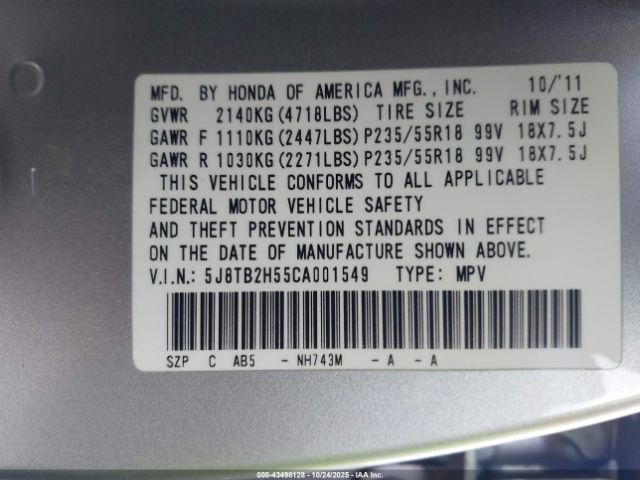 MFD. BY HONDA OF AMERICA MFG., INC. 10/'11
GVWR 2140KG(4718LBS) TIRE SIZE RIM SIZE
GAWR F 1110KG(2447LBS) P235/55R18 99V 18X7.5J
GAWR R 1030KG(2271LBS) P235/55R18 99V 18X7.5J
THIS VEHICLE CONFORMS TO ALL APPLICABLE
FEDERAL MOTOR VEHICLE SAFETY
AND THEFT PREVENTION STANDARDS IN EFFECT
ON THE DATE OF MANUFACTURE SHOWN ABOVE.
V.I.N.: 5J8TB2H55CA001549 TYPE: MPV
SZP C AB5 - NH743M - A - A
000-43498128 - 10/24/2025 - IAAI: Asurion